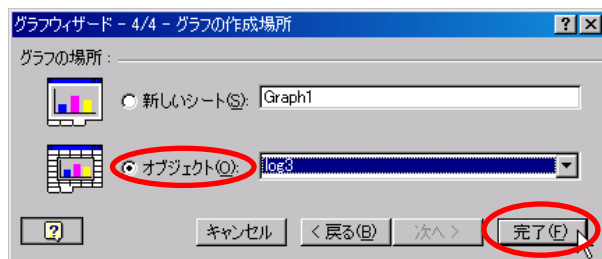 グラフウィザード - 4/4 - グラフの作成場所
グラフの場所 :
新しいシート(S): Graph1
オブジェクト(O): log3
キャンセル < 戻る(B) 次へ > 完了(F)